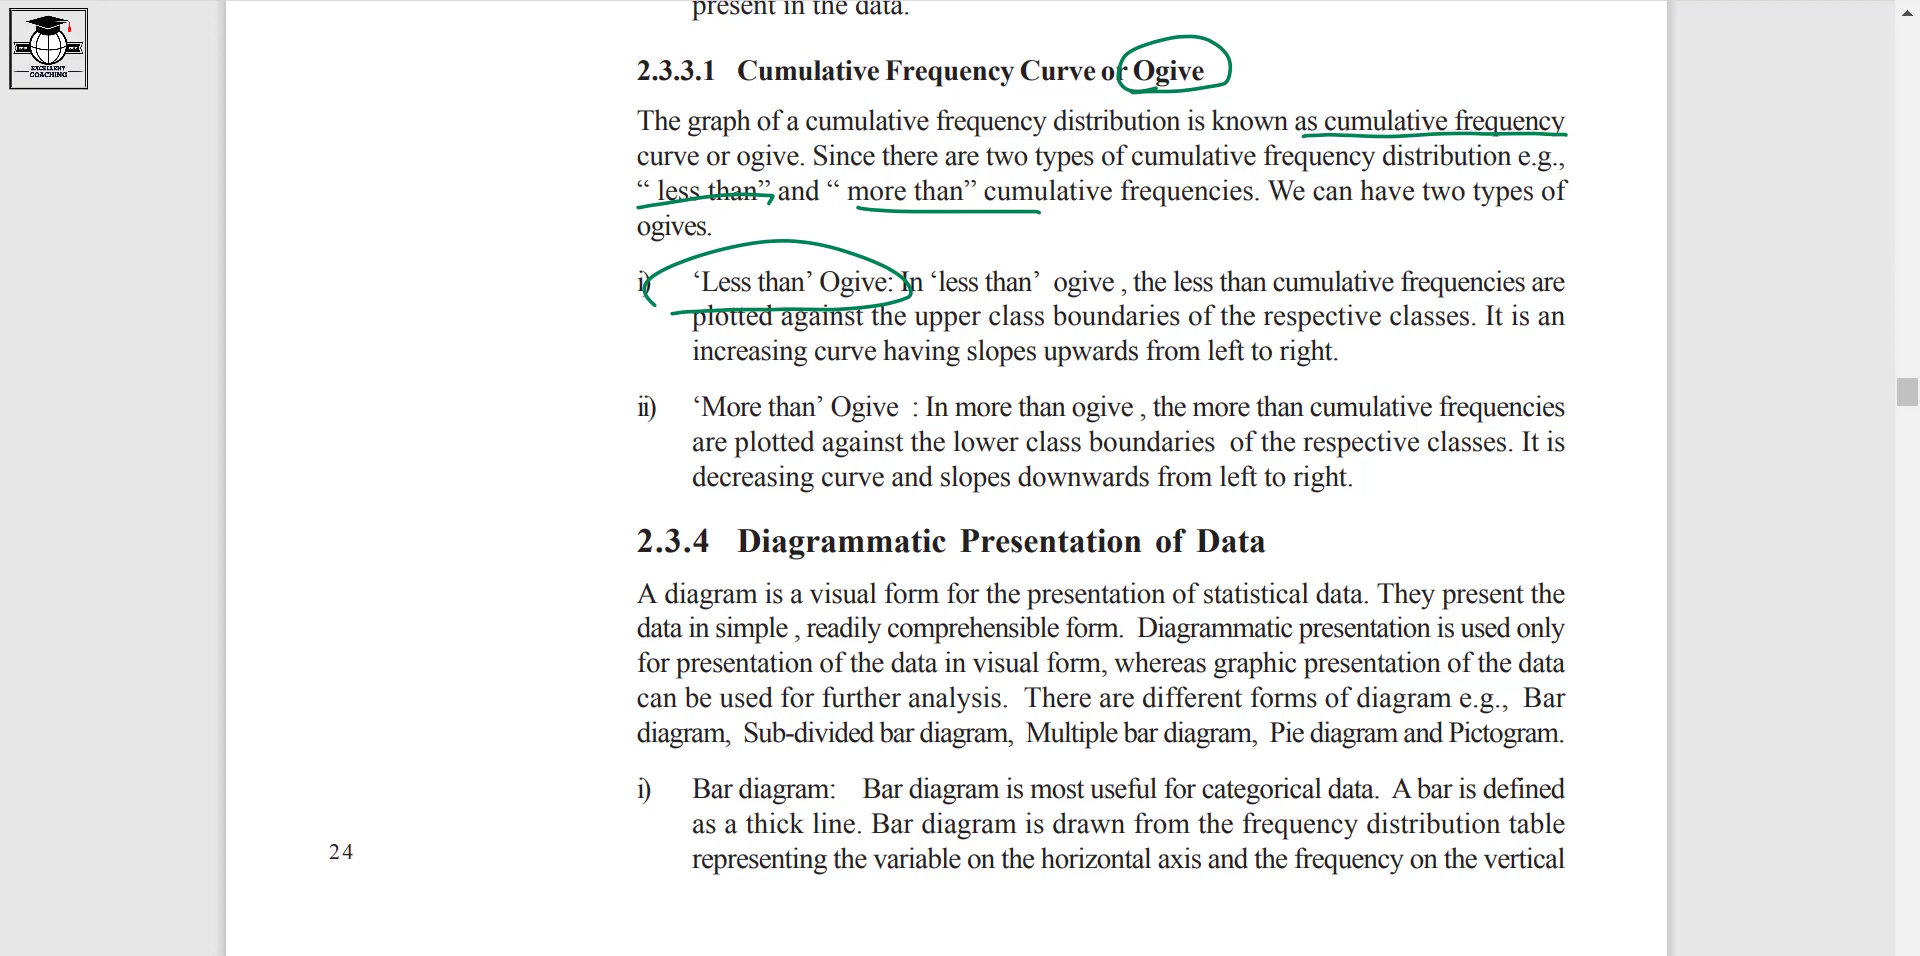 EXCELLENT
COACHING
present in the data.
2.3.3.1 Cumulative Frequency Curve or Ogive
The graph of a cumulative frequency distribution is known as cumulative frequency
curve or ogive. Since there are two types of cumulative frequency distribution e.g.,
“ less than” and “ more than” cumulative frequencies. We can have two types of
ogives.
i) ‘Less than’ Ogive: In ‘less than’ ogive , the less than cumulative frequencies are
plotted against the upper class boundaries of the respective classes. It is an
increasing curve having slopes upwards from left to right.
ii) ‘More than’ Ogive : In more than ogive , the more than cumulative frequencies
are plotted against the lower class boundaries of the respective classes. It is
decreasing curve and slopes downwards from left to right.
2.3.4 Diagrammatic Presentation of Data
A diagram is a visual form for the presentation of statistical data. They present the
data in simple , readily comprehensible form. Diagrammatic presentation is used only
for presentation of the data in visual form, whereas graphic presentation of the data
can be used for further analysis. There are different forms of diagram e.g., Bar
diagram, Sub-divided bar diagram, Multiple bar diagram, Pie diagram and Pictogram.
i) Bar diagram: Bar diagram is most useful for categorical data. A bar is defined
as a thick line. Bar diagram is drawn from the frequency distribution table
representing the variable on the horizontal axis and the frequency on the vertical
24